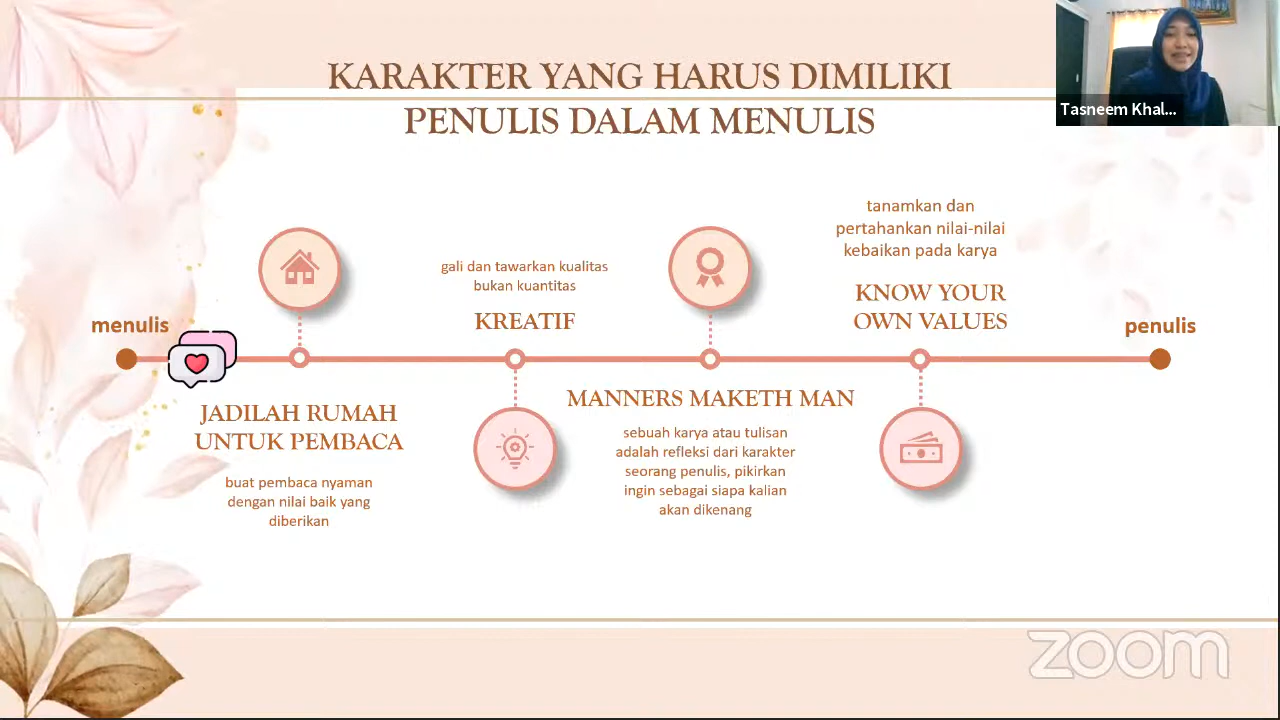 KARAKTER YANG HARUS DIMILIKI
PENULIS DALAM MENULIS
Tasneem Khal...
menulis
JADILAH RUMAH
UNTUK PEMBACA
buat pembaca nyaman
dengan nilai baik yang
diberikan
gali dan tawarkan kualitas
bukan kuantitas
KREATIF
MANNERS MAKETH MAN
sebuah karya atau tulisan
adalah refleksi dari karakter
seorang penulis, pikirkan
ingin sebagai siapa kalian
akan dikenang
tanamkan dan
pertahankan nilai-nilai
kebaikan pada karya
KNOW YOUR
OWN VALUES
penulis
zoom